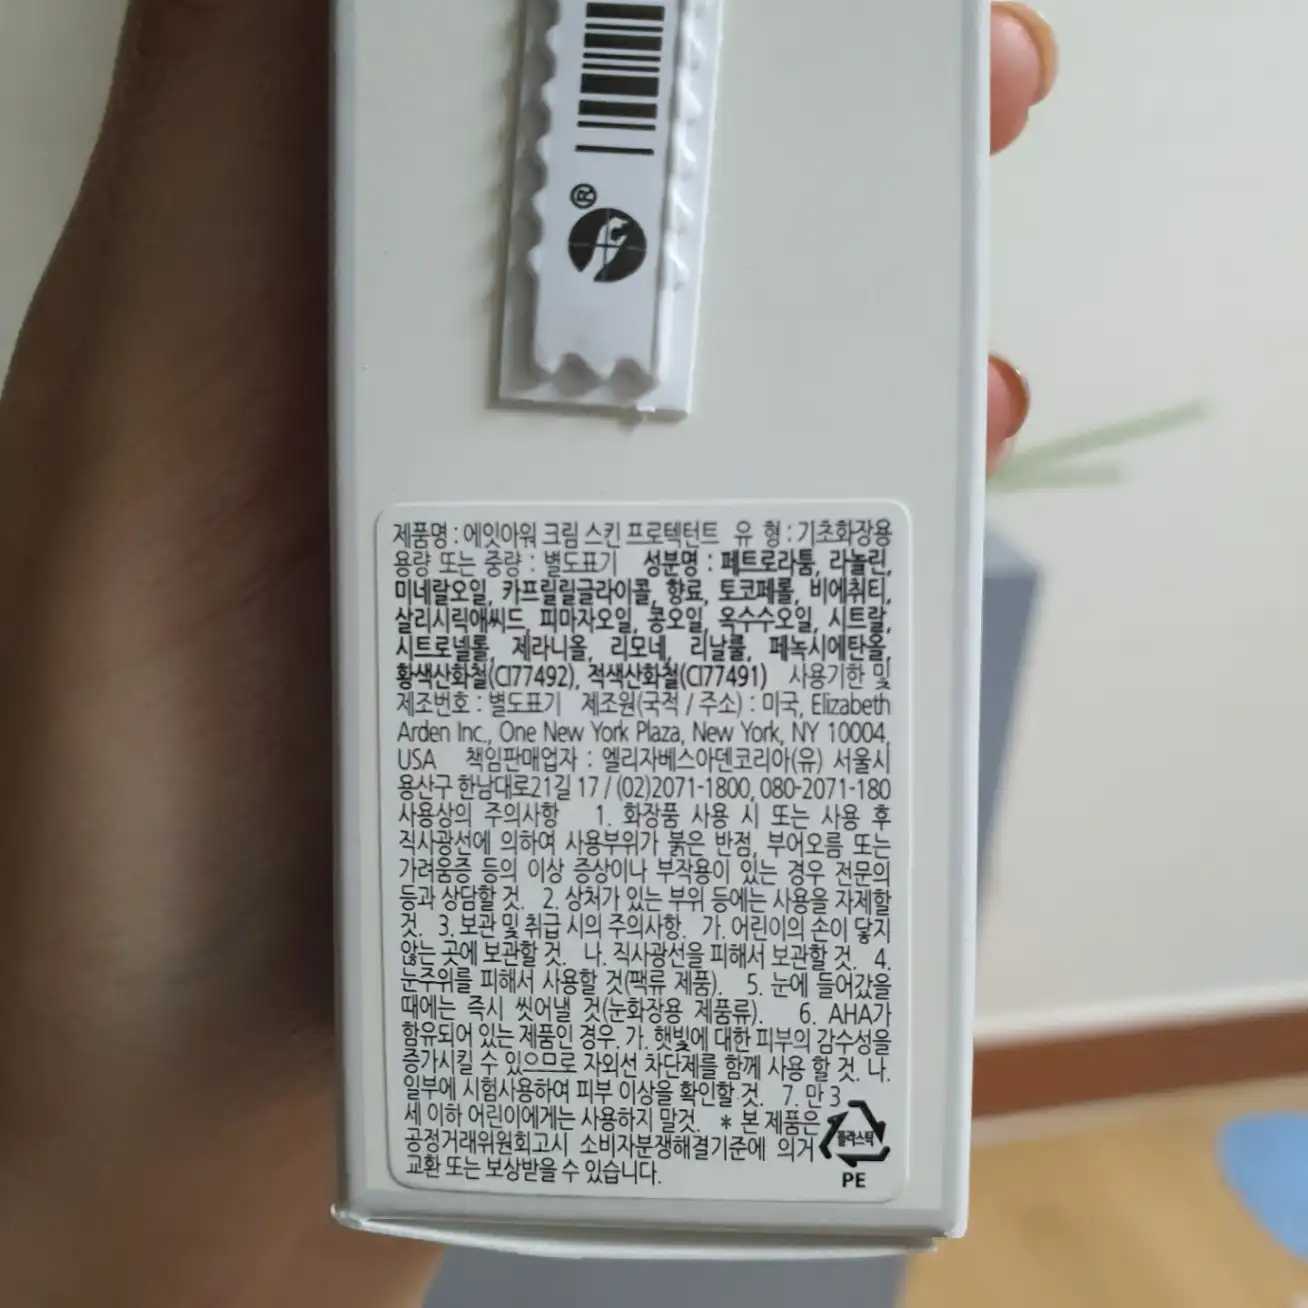 ®
제품명 : 에잇아워 크림 스킨 프로텍턴트 유 형 : 기초화장용
용량 또는 중량 : 별도표기 성분명 : 페트로라툼, 라놀린,
미네랄오일, 카프릴릴글라이콜, 향료, 토코페롤, 비에취티,
살리시릭애씨드, 피마자오일, 콩오일, 옥수수오일, 시트랄,
시트로넬롤, 제라니올, 리모넨, 리날룰, 페녹시에탄올,
황색산화철(CI77492), 적색산화철(CI77491) 사용기한 및
제조번호 : 별도표기 제조원(국적 / 주소) : 미국, Elizabeth
Arden Inc., One New York Plaza, New York, NY 10004,
USA 책임판매업자 : 엘리자베스아덴코리아(유) 서울시
용산구 한남대로21길 17 / (02)2071-1800, 080-2071-180
사용상의 주의사항 1. 화장품 사용 시 또는 사용 후
직사광선에 의하여 사용부위가 붉은 반점, 부어오름 또는
가려움증 등의 이상 증상이나 부작용이 있는 경우 전문의
등과 상담할 것. 2. 상처가 있는 부위 등에는 사용을 자제할
것. 3. 보관 및 취급 시의 주의사항. 가. 어린이의 손이 닿지
않는 곳에 보관할 것. 나. 직사광선을 피해서 보관할 것. 4.
눈주위를 피해서 사용할 것(팩류 제품). 5. 눈에 들어갔을
때에는 즉시 씻어낼 것(눈화장용 제품류). 6. AHA가
함유되어 있는 제품인 경우. 가. 햇빛에 대한 피부의 감수성을
증가시킬 수 있으므로 자외선 차단제를 함께 사용 할 것. 나.
일부에 시험사용하여 피부 이상을 확인할 것. 7. 만 3
세 이하 어린이에게는 사용하지 말것. * 본 제품은
공정거래위원회고시 소비자분쟁해결기준에 의거
교환 또는 보상받을 수 있습니다.
플라스틱
PE